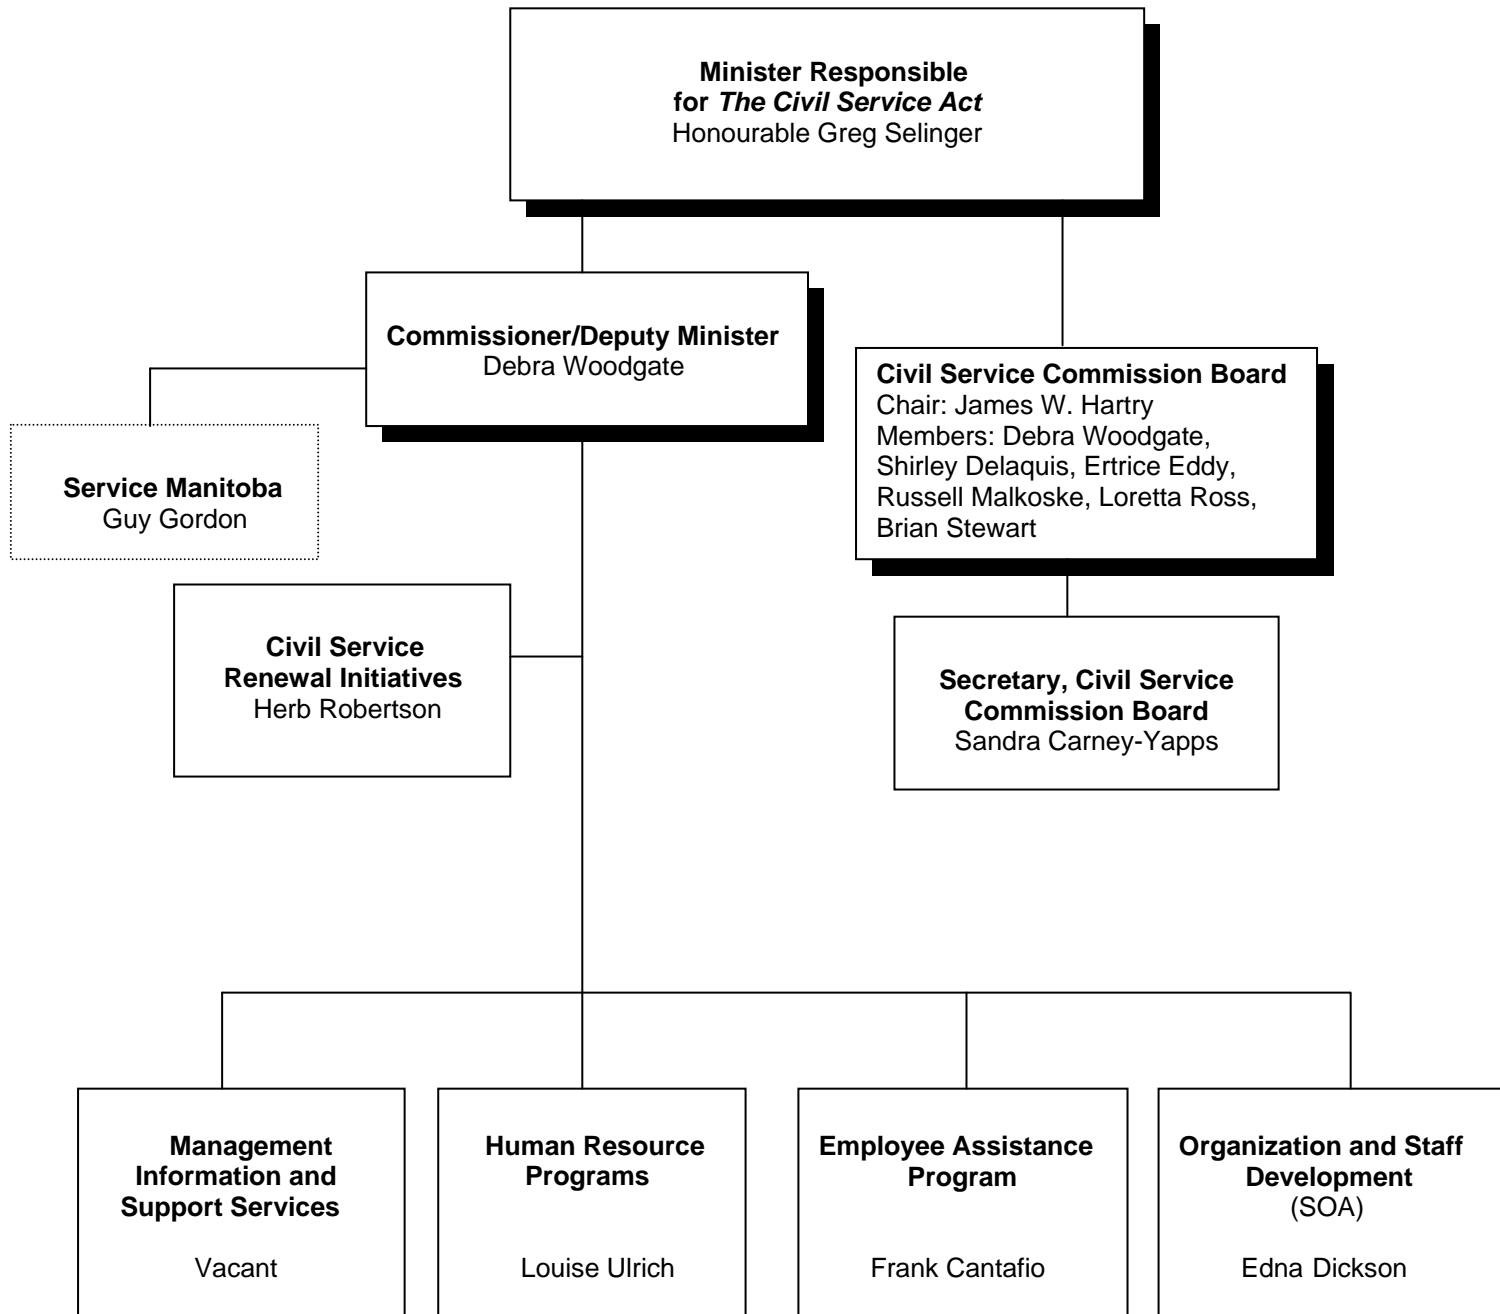 Minister Responsible
for The Civil Service Act
Honourable Greg Selinger
Commissioner/Deputy Minister
Debra Woodgate
Civil Service Commission Board
Chair: James W. Hartry
Members: Debra Woodgate,
Shirley Delaquis, Ertrice Eddy,
Russell Malkoske, Loretta Ross,
Brian Stewart
Service Manitoba
Guy Gordon
Civil Service
Renewal Initiatives
Herb Robertson
Secretary, Civil Service
Commission Board
Sandra Carney-Yapps
Management
Information and
Support Services
Vacant
Human Resource
Programs
Louise Ulrich
Employee Assistance
Program
Frank Cantafio
Organization and Staff
Development
(SOA)
Edna Dickson